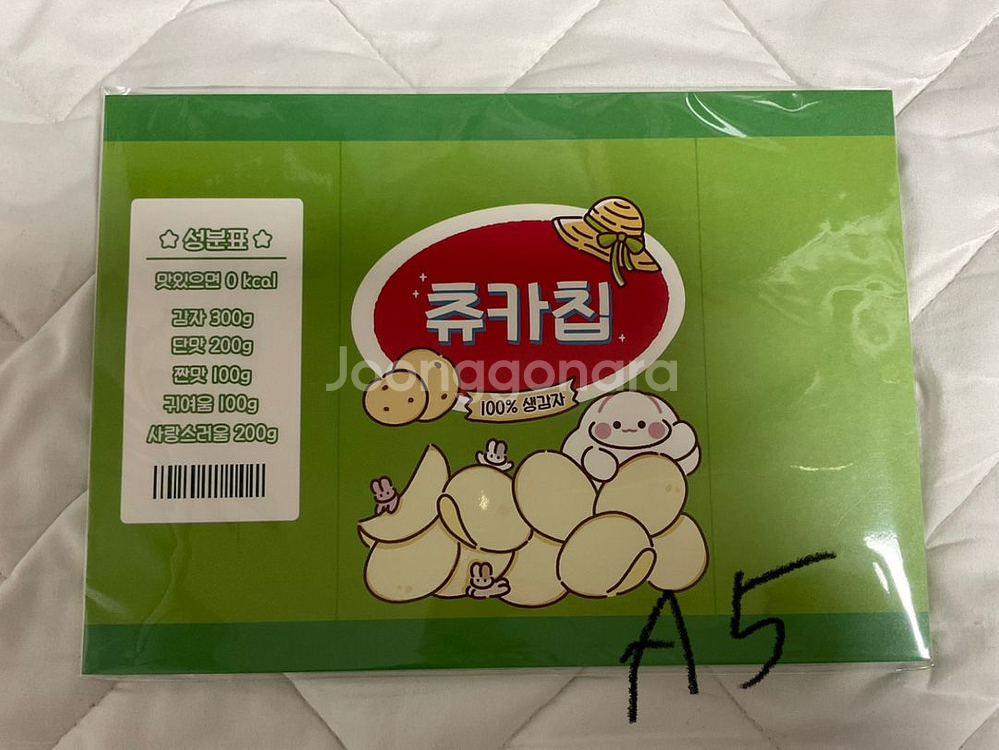 성분표
맛있으면 0 kcal
감자 300g
단맛 200g
짠맛 100g
귀여움 100g
사랑스러움 200g
츄카칩
100% 생감자
Joonggonara
A5